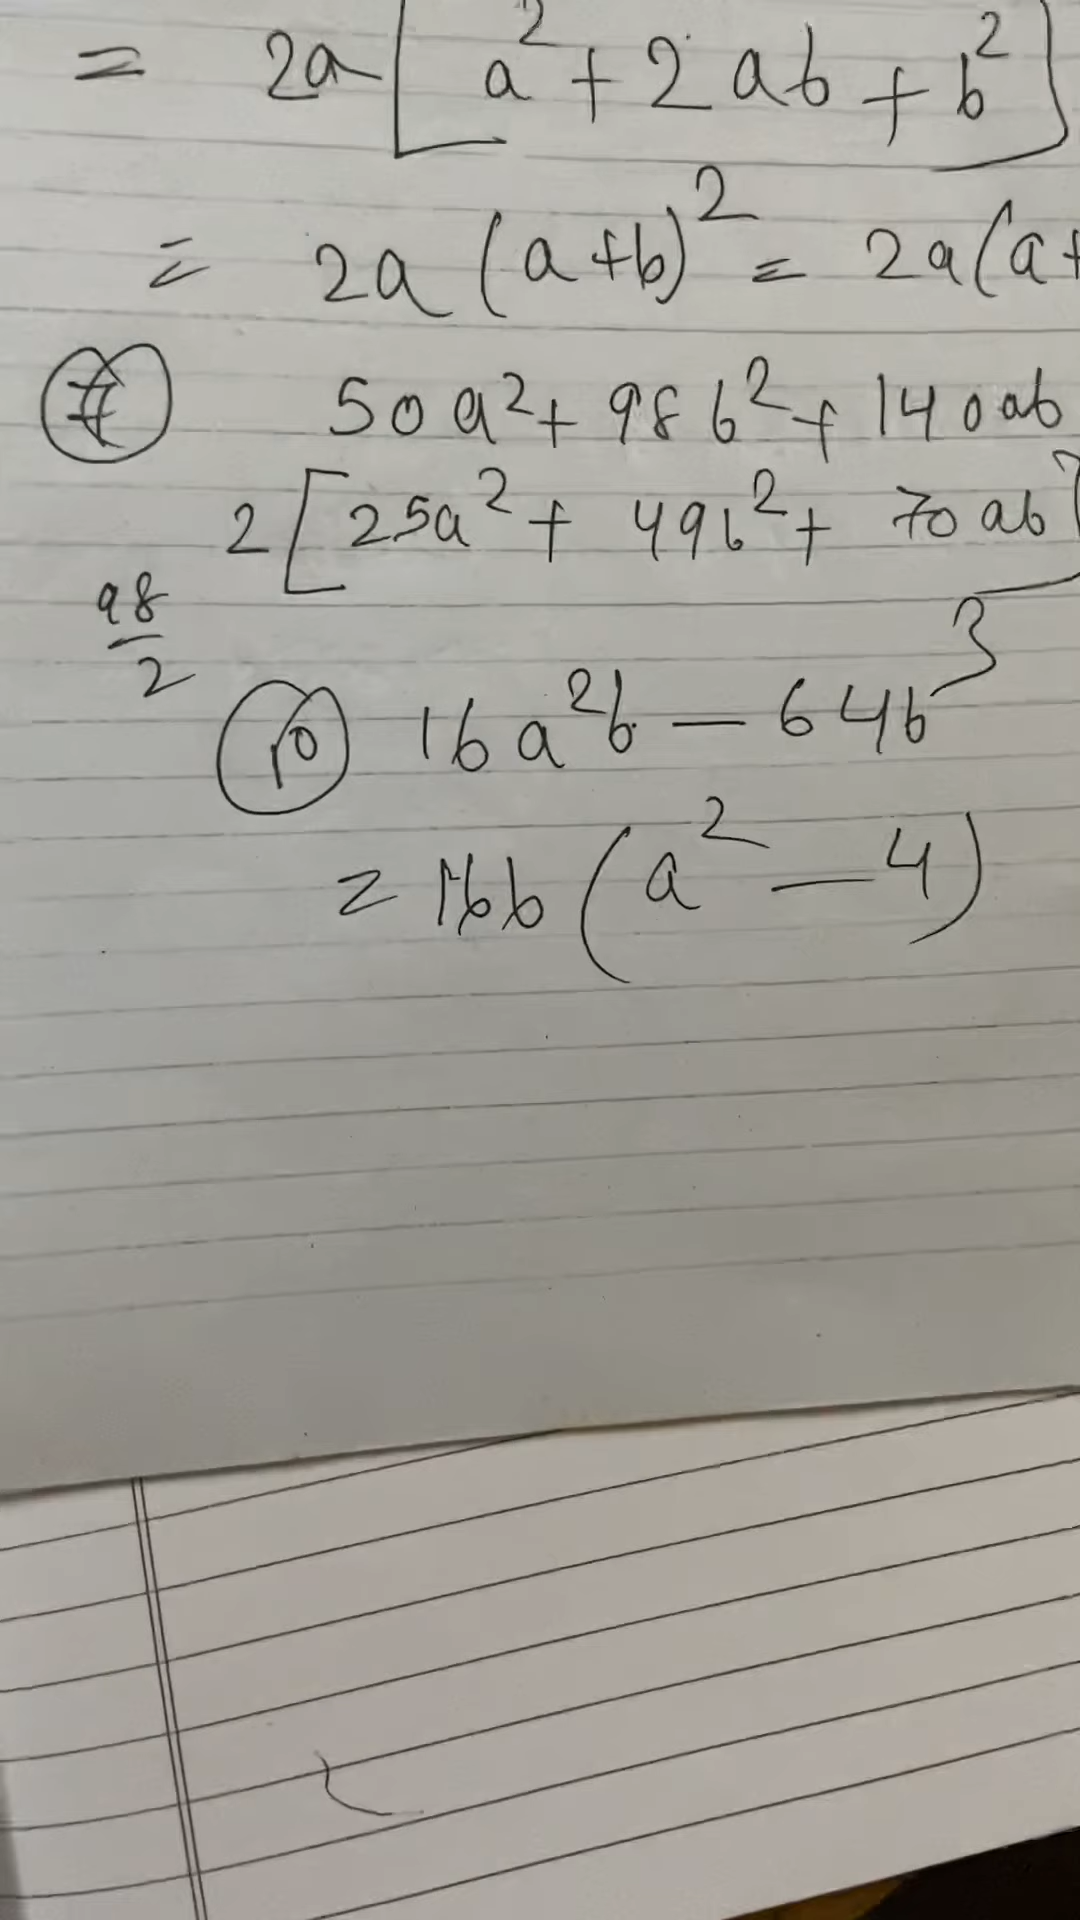 = 2a [a² + 2ab + b²]
= 2a (a+b)² = 2a(a+
7 50a² + 98b² + 140ab
2 [25a² + 49b² + 70ab]
98/2
10 16a²b — 64b³
= 16b (a² — 4)